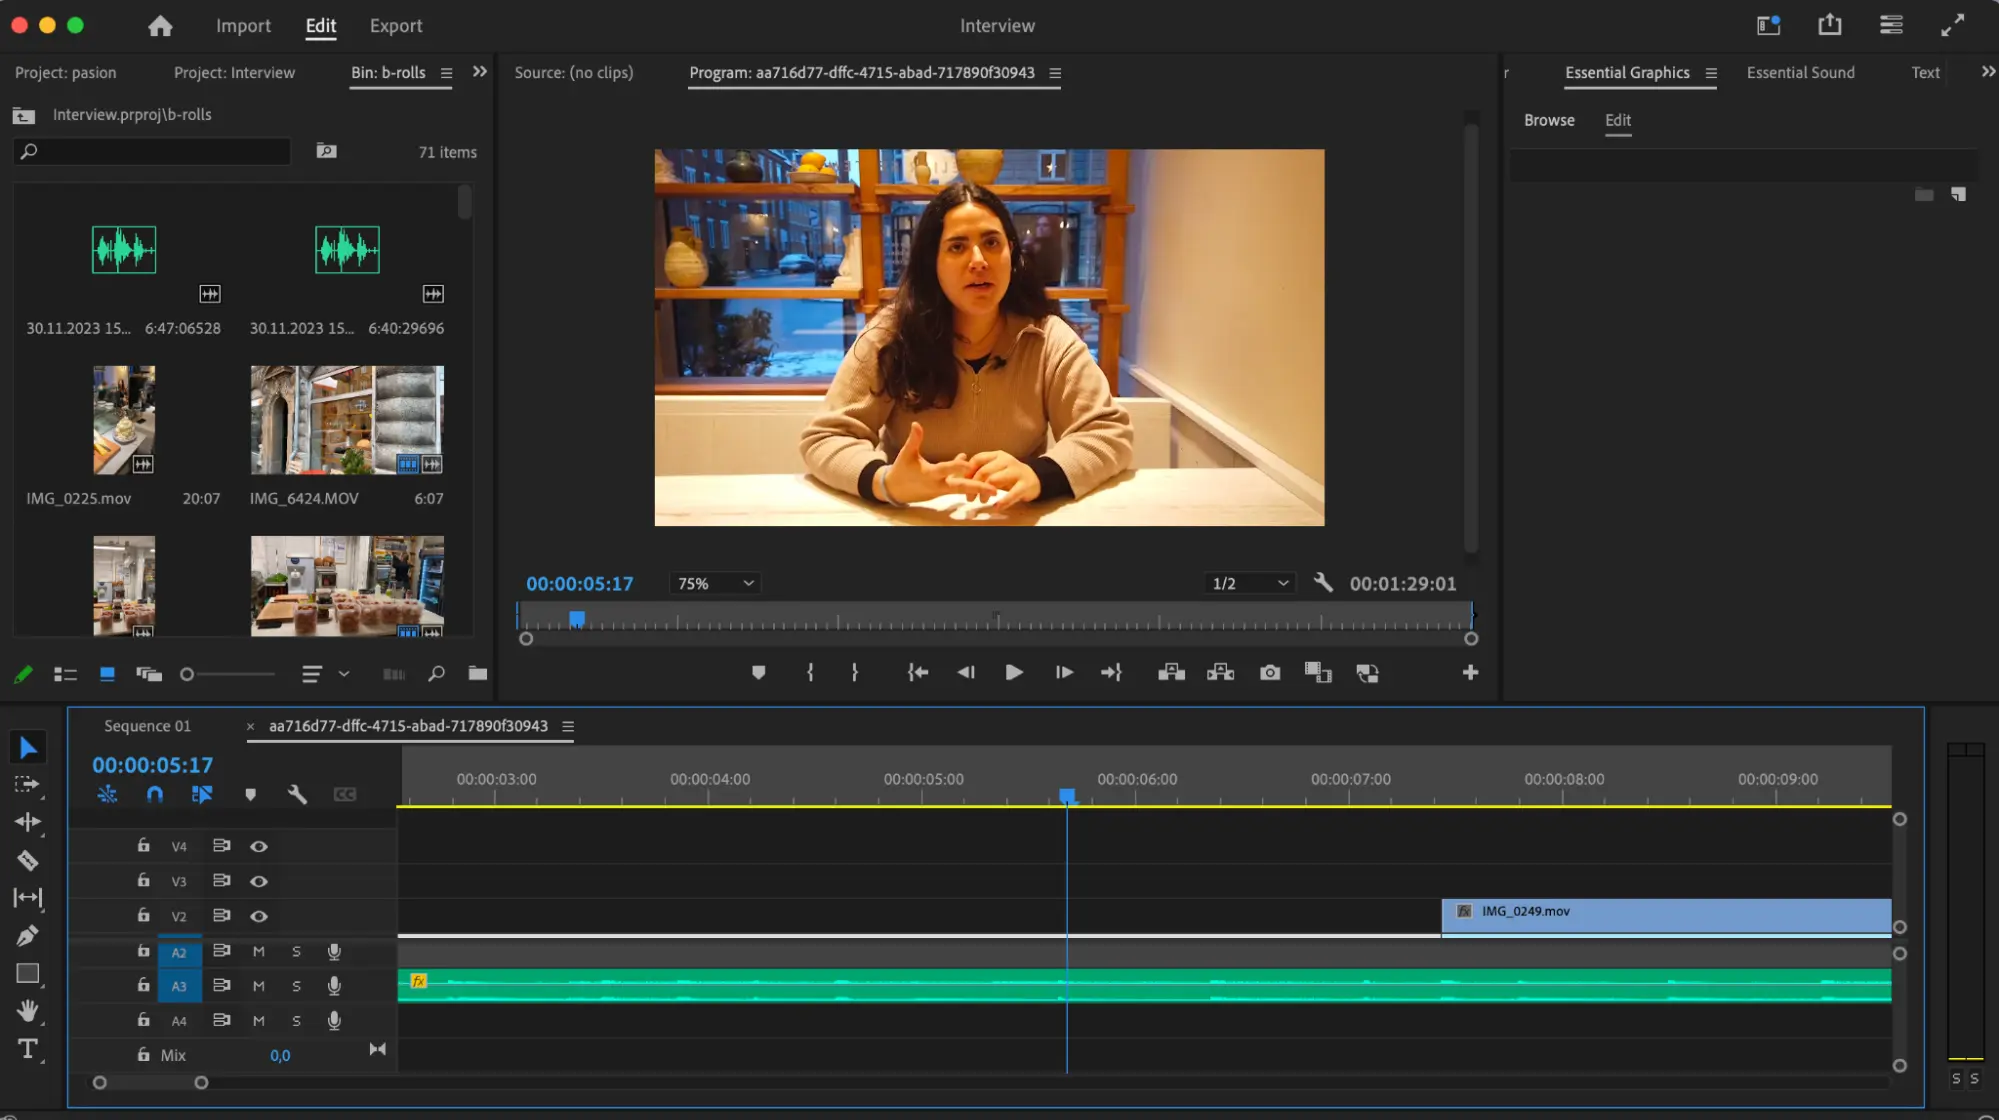 Import Edit Export Interview
Project: pasion Project: Interview Bin: b-rolls
Source: (no clips) Program: aa716d77-dffc-4715-abad-717890f30943
r Essential Graphics Essential Sound Text
Interview.prproj\b-rolls
Browse Edit
71 items
30.11.2023 15... 6:47:06528 30.11.2023 15... 6:40:29696
IMG_0225.mov 20:07 IMG_6424.MOV 6:07
00:00:05:17 75% 1/2 00:01:29:01
Sequence 01 × aa716d77-dffc-4715-abad-717890f30943
00:00:05:17
00:00:03:00 00:00:04:00 00:00:05:00 00:00:06:00 00:00:07:00 00:00:08:00 00:00:09:00
CC
V4
V3
V2 fx IMG_0249.mov
A2 M S
A3 M S fx
A4 M S
Mix 0,0
S S